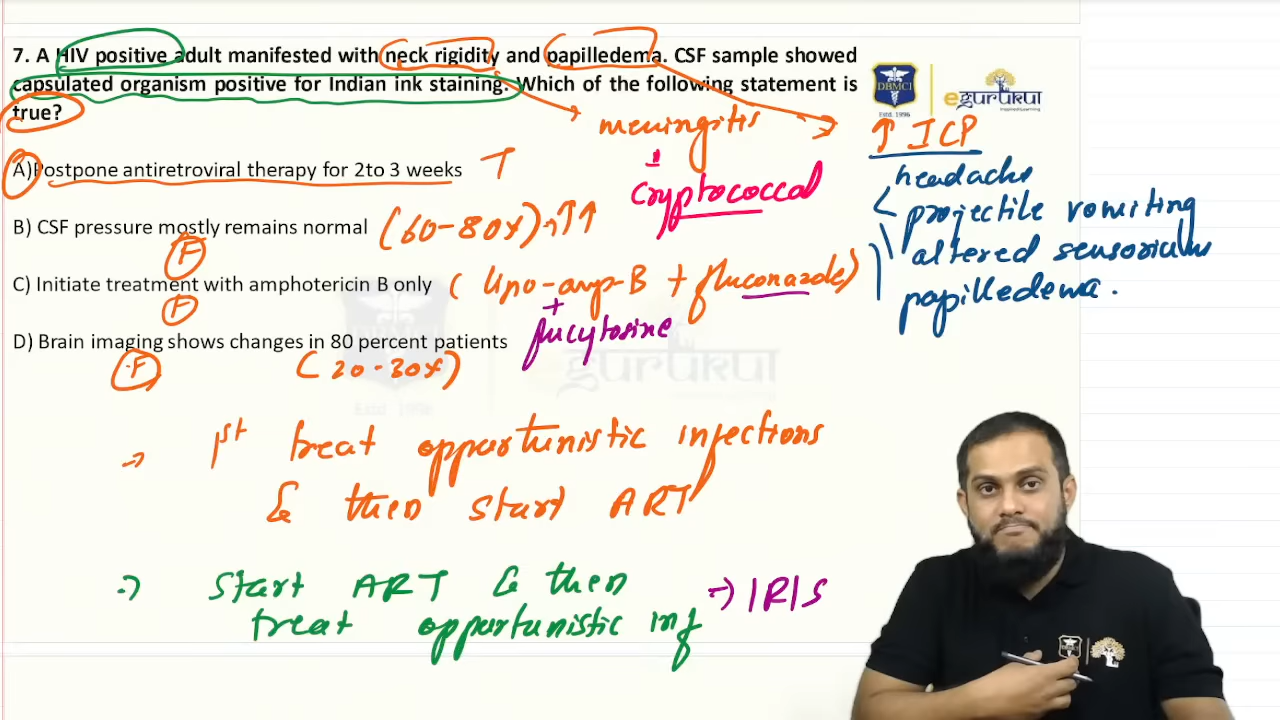 7. A HIV positive adult manifested with neck rigidity and papilledema. CSF sample showed
capsulated organism positive for Indian ink staining. Which of the following statement is
true?
A)Postpone antiretroviral therapy for 2to 3 weeks T
B) CSF pressure mostly remains normal (60-80%) ↑↑
F
C) Initiate treatment with amphotericin B only (Lipo-amp-B + fluconazole)
F
+
flucytosine
D) Brain imaging shows changes in 80 percent patients
F (20-30%)
meningitis
cryptococcal
DBMCI
Estd. 1996
egurukul
↑ ICP
headache
projectile vomiting
altered sensorium
papilledema.
DBMCI
Estd. 1996
egurukul
→ 1st treat opportunistic infections
& then start ART
→ start ART & then → IRIS
treat opportunistic inf